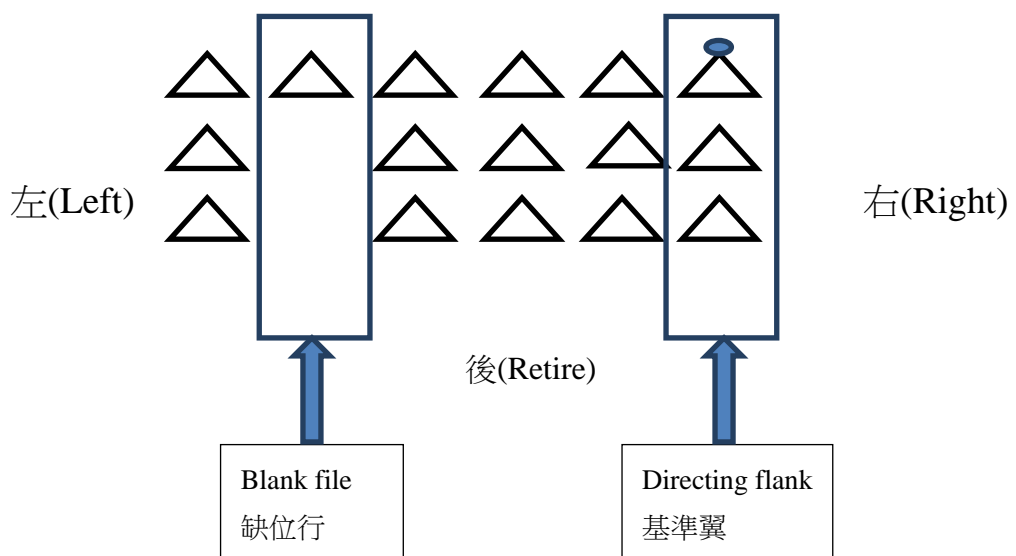 左(Left)
右(Right)
後(Retire)
Blank file
缺位行
Directing flank
基準翼